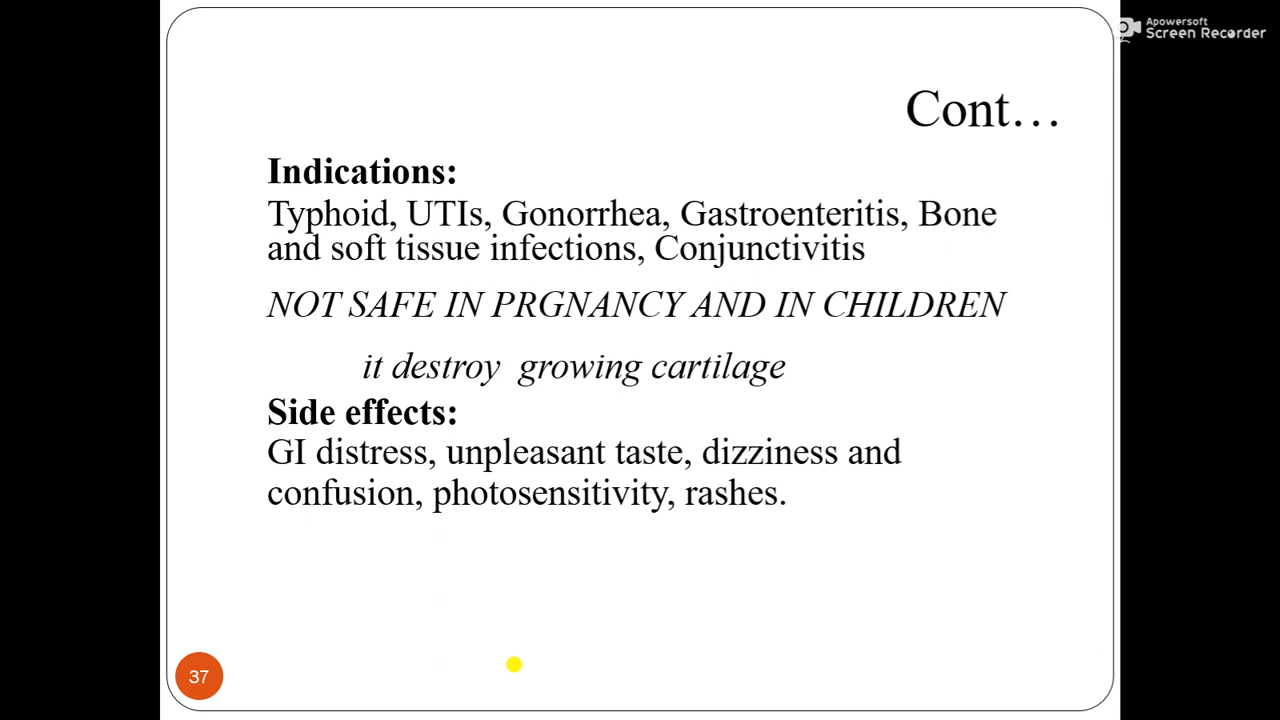 Apowersoft
Screen Recorder
Cont…
Indications:
Typhoid, UTIs, Gonorrhea, Gastroenteritis, Bone
and soft tissue infections, Conjunctivitis
NOT SAFE IN PRGNANCY AND IN CHILDREN
it destroy growing cartilage
Side effects:
GI distress, unpleasant taste, dizziness and
confusion, photosensitivity, rashes.
37